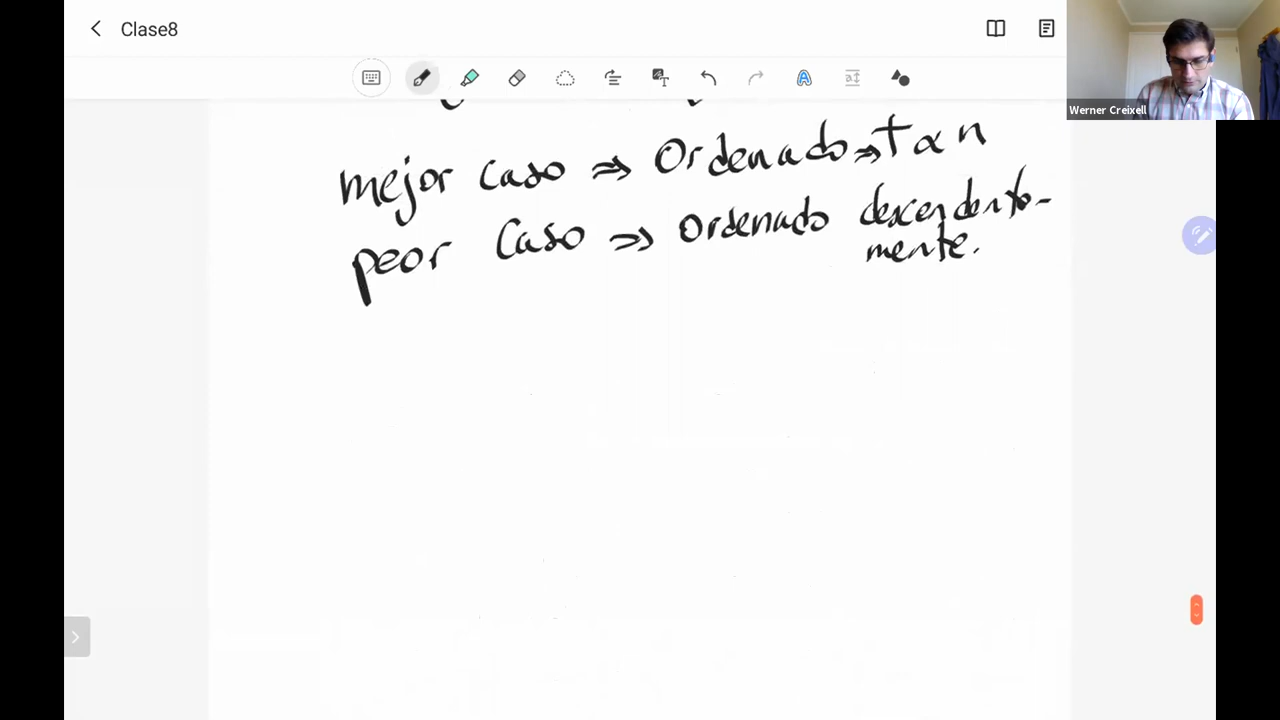 Clase8
Werner Creixell
mejor caso ⇒ Ordenado ⇒ T α n
peor Caso ⇒ Ordenado descendente-
mente.